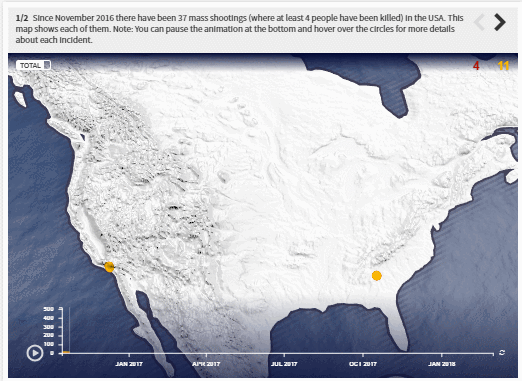 1/2 Since November 2016 there have been 37 mass shootings (where at least 4 people have been killed) in the USA. This
map shows each of them. Note: You can pause the animation at the bottom and hover over the circles for more details
about each incident.
TOTAL
4 11
500
400
300
200
100
0
JAN 2017 APR 2017 JUL 2017 OCT 2017 JAN 2018